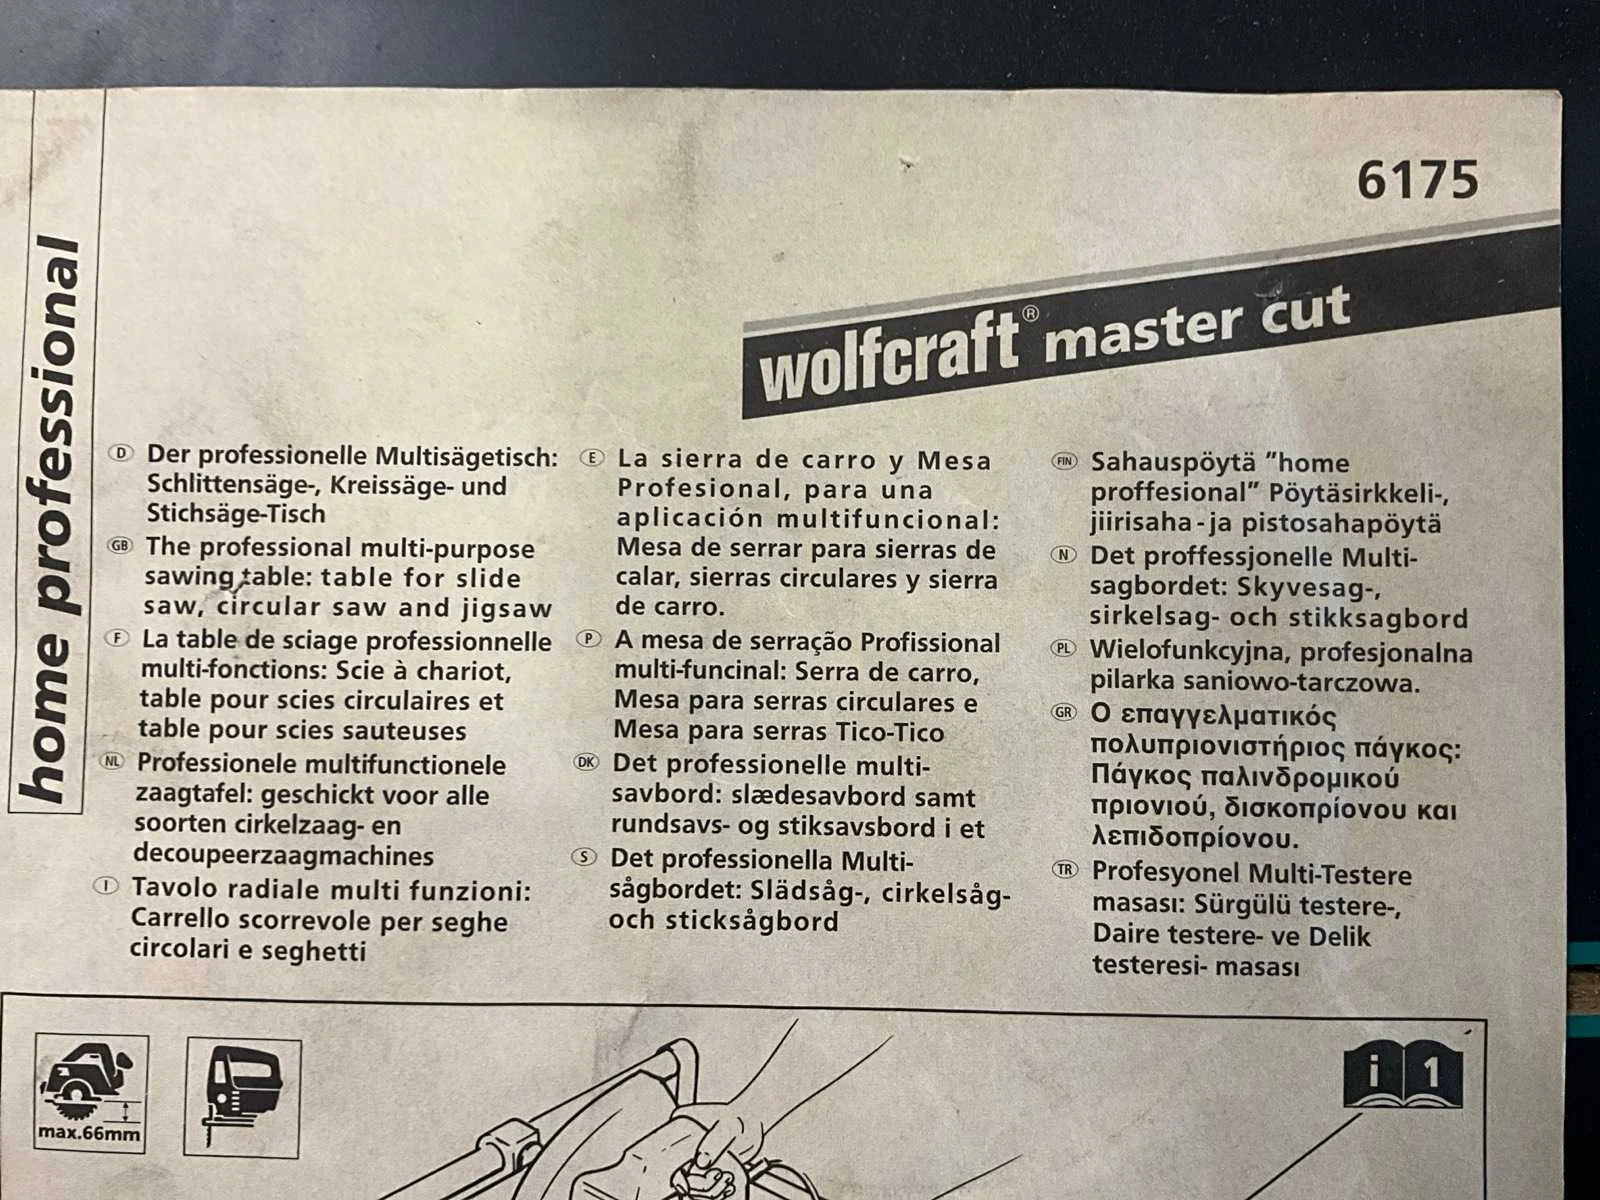 home professional
6175
wolfcraft® master cut
D Der professionelle Multisägetisch:
Schlittensäge-, Kreissäge- und
Stichsäge-Tisch
GB The professional multi-purpose
sawing table: table for slide
saw, circular saw and jigsaw
F La table de sciage professionnelle
multi-fonctions: Scie à chariot,
table pour scies circulaires et
table pour scies sauteuses
NL Professionele multifunctionele
zaagtafel: geschickt voor alle
soorten cirkelzaag- en
decoupeerzaagmachines
I Tavolo radiale multi funzioni:
Carrello scorrevole per seghe
circolari e seghetti
E La sierra de carro y Mesa
Profesional, para una
aplicación multifuncional:
Mesa de serrar para sierras de
calar, sierras circulares y sierra
de carro.
P A mesa de serração Profissional
multi-funcinal: Serra de carro,
Mesa para serras circulares e
Mesa para serras Tico-Tico
DK Det professionelle multi-
savbord: slædesavbord samt
rundsavs- og stiksavsbord i et
S Det professionella Multi-
sågbordet: Slädsåg-, cirkelsåg-
och sticksågbord
FIN Sahauspöytä "home
proffesional" Pöytäsirkkeli-,
jiirisaha-ja pistosahapöytä
N Det proffessjonelle Multi-
sagbordet: Skyvesag-,
sirkelsag- och stikksagbord
PL Wielofunkcyjna, profesjonalna
pilarka saniowo-tarczowa.
GR Ο επαγγελματικός
πολυπριονιστήριος πάγκος:
Πάγκος παλινδρομικού
πριονιού, δισκοπρίονου και
λεπιδοπρίονου.
TR Profesyonel Multi-Testere
masası: Sürgülü testere-,
Daire testere- ve Delik
testeresi- masası
max.66mm
i 1